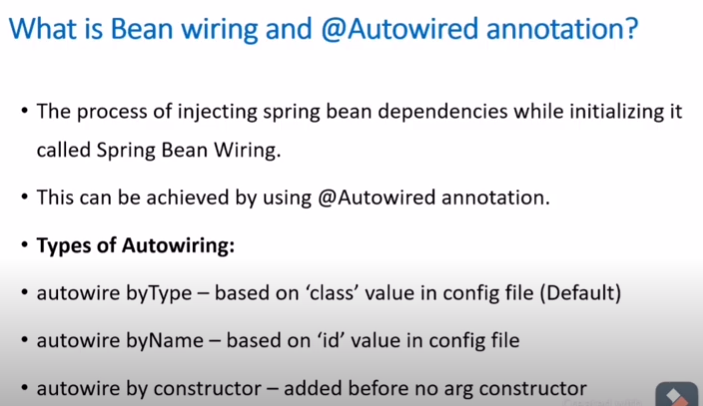 What is Bean wiring and @Autowired annotation?
• The process of injecting spring bean dependencies while initializing it
called Spring Bean Wiring.
• This can be achieved by using @Autowired annotation.
• Types of Autowiring:
• autowire byType – based on ‘class’ value in config file (Default)
• autowire byName – based on ‘id’ value in config file
• autowire by constructor – added before no arg constructor